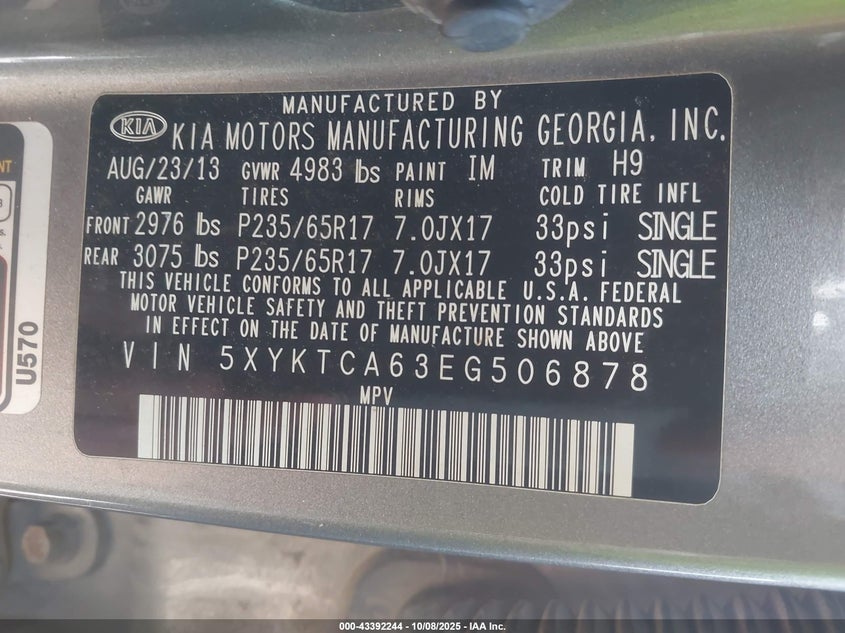 MANUFACTURED BY
KIA KIA MOTORS MANUFACTURING GEORGIA, INC.
AUG/23/13 GVWR 4983 lbs PAINT IM TRIM H9
GAWR TIRES RIMS COLD TIRE INFL
FRONT 2976 lbs P235/65R17 7.0JX17 33psi SINGLE
REAR 3075 lbs P235/65R17 7.0JX17 33psi SINGLE
THIS VEHICLE CONFORMS TO ALL APPLICABLE U.S.A. FEDERAL
MOTOR VEHICLE SAFETY AND THEFT PREVENTION STANDARDS
IN EFFECT ON THE DATE OF MANUFACTURE SHOWN ABOVE
VIN 5XYKTCA63EG506878
MPV
U570
000-43392244 - 10/08/2025 - IAA Inc.